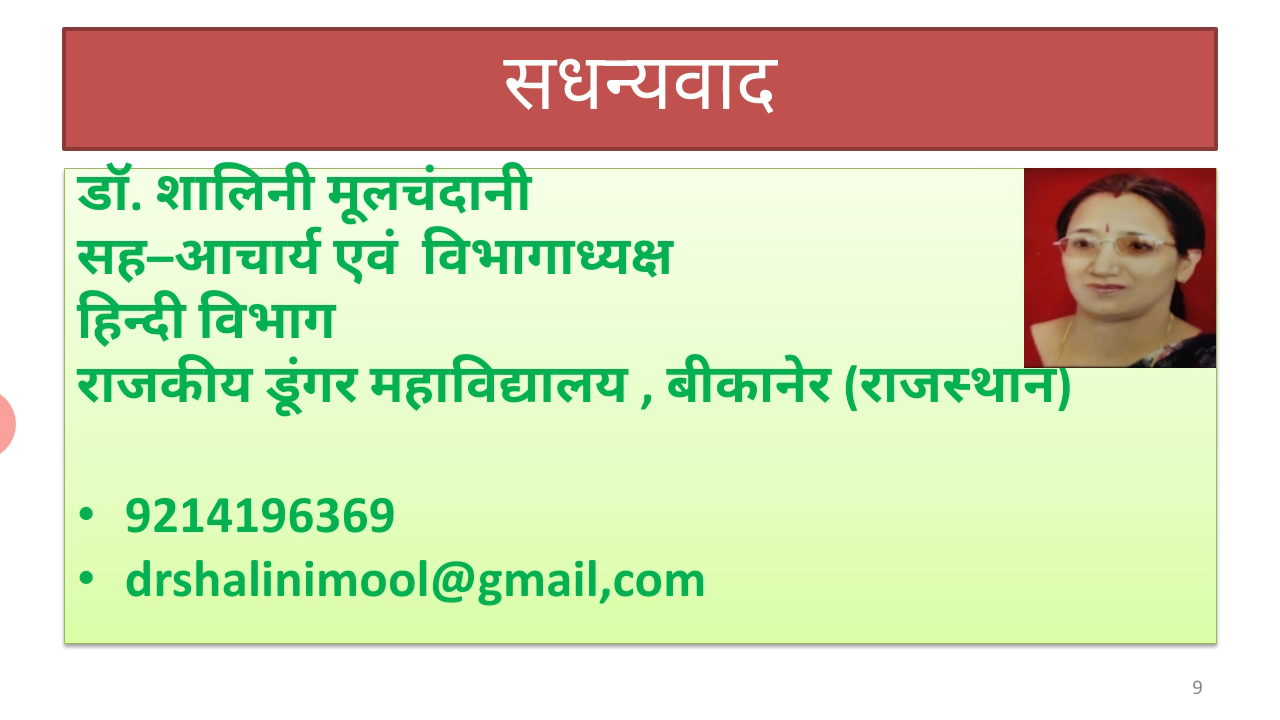 सधन्यवाद
डॉ. शालिनी मूलचंदानी
सह–आचार्य एवं विभागाध्यक्ष
हिन्दी विभाग
राजकीय डूंगर महाविद्यालय , बीकानेर (राजस्थान)
• 9214196369
• drshalinimool@gmail,com
9